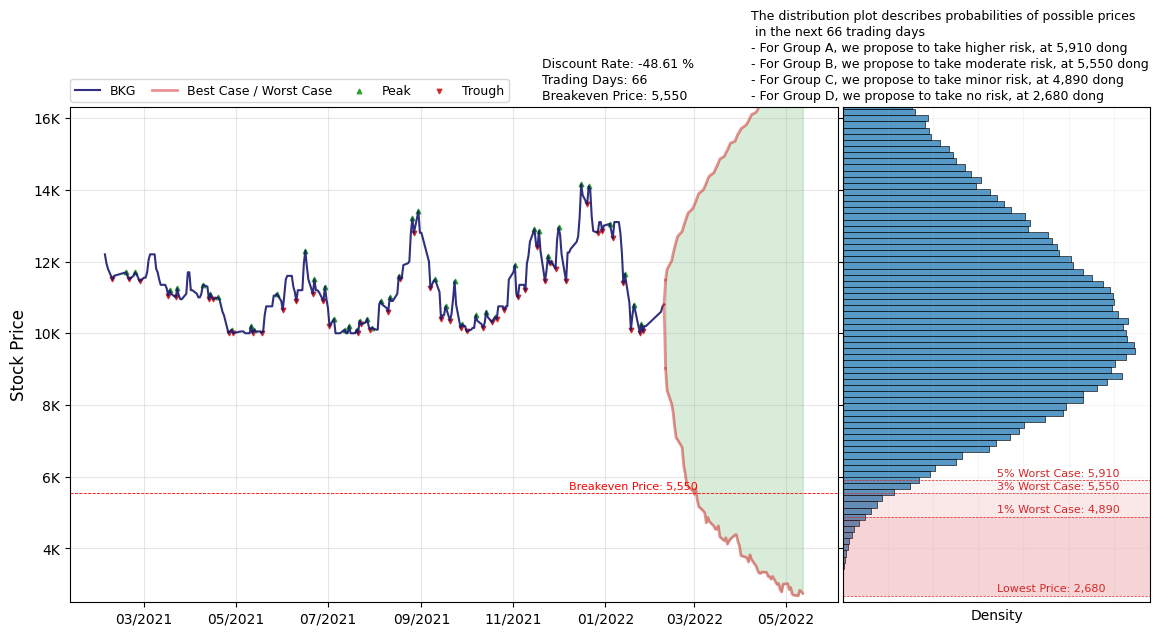 The distribution plot describes probabilities of possible prices
in the next 66 trading days
- For Group A, we propose to take higher risk, at 5,910 dong
- For Group B, we propose to take moderate risk, at 5,550 dong
- For Group C, we propose to take minor risk, at 4,890 dong
- For Group D, we propose to take no risk, at 2,680 dong
Discount Rate: -48.61 %
Trading Days: 66
Breakeven Price: 5,550
BKG
Best Case / Worst Case
Peak
Trough
Stock Price
16K
14K
12K
10K
8K
6K
4K
Breakeven Price: 5,550
5% Worst Case: 5,910
3% Worst Case: 5,550
1% Worst Case: 4,890
Lowest Price: 2,680
03/2021
05/2021
07/2021
09/2021
11/2021
01/2022
03/2022
05/2022
Density